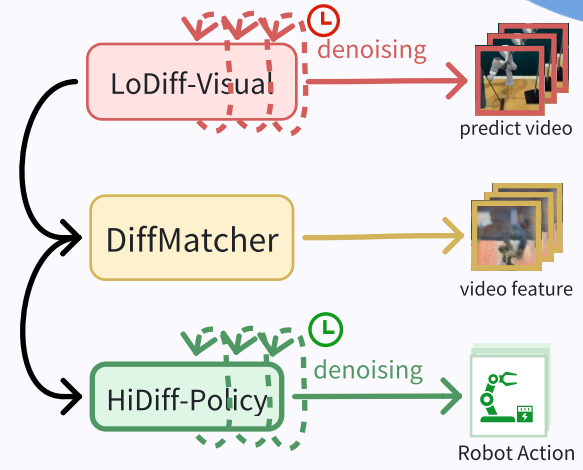 denoising
LoDiff-Visual
predict video
DiffMatcher
video feature
denoising
HiDiff-Policy
Robot Action